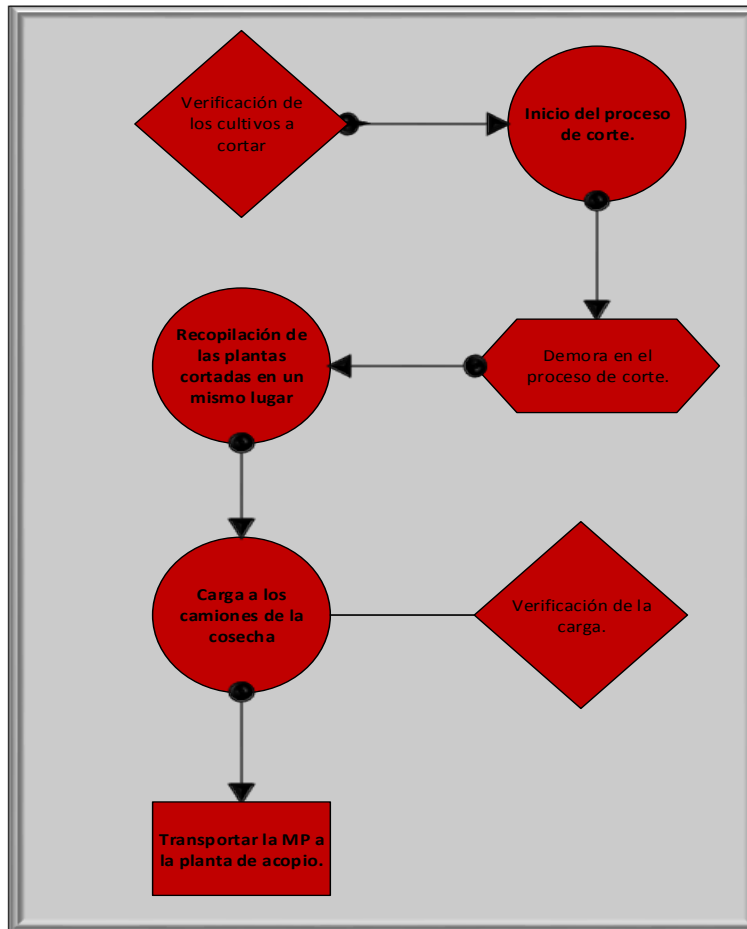 Verificación de
los cultivos a
cortar
Inicio del proceso
de corte.
Demora en el
proceso de corte.
Recopilación de
las plantas
cortadas en un
mismo lugar
Carga a los
camiones de la
cosecha
Verificación de la
carga.
Transportar la MP a
la planta de acopio.